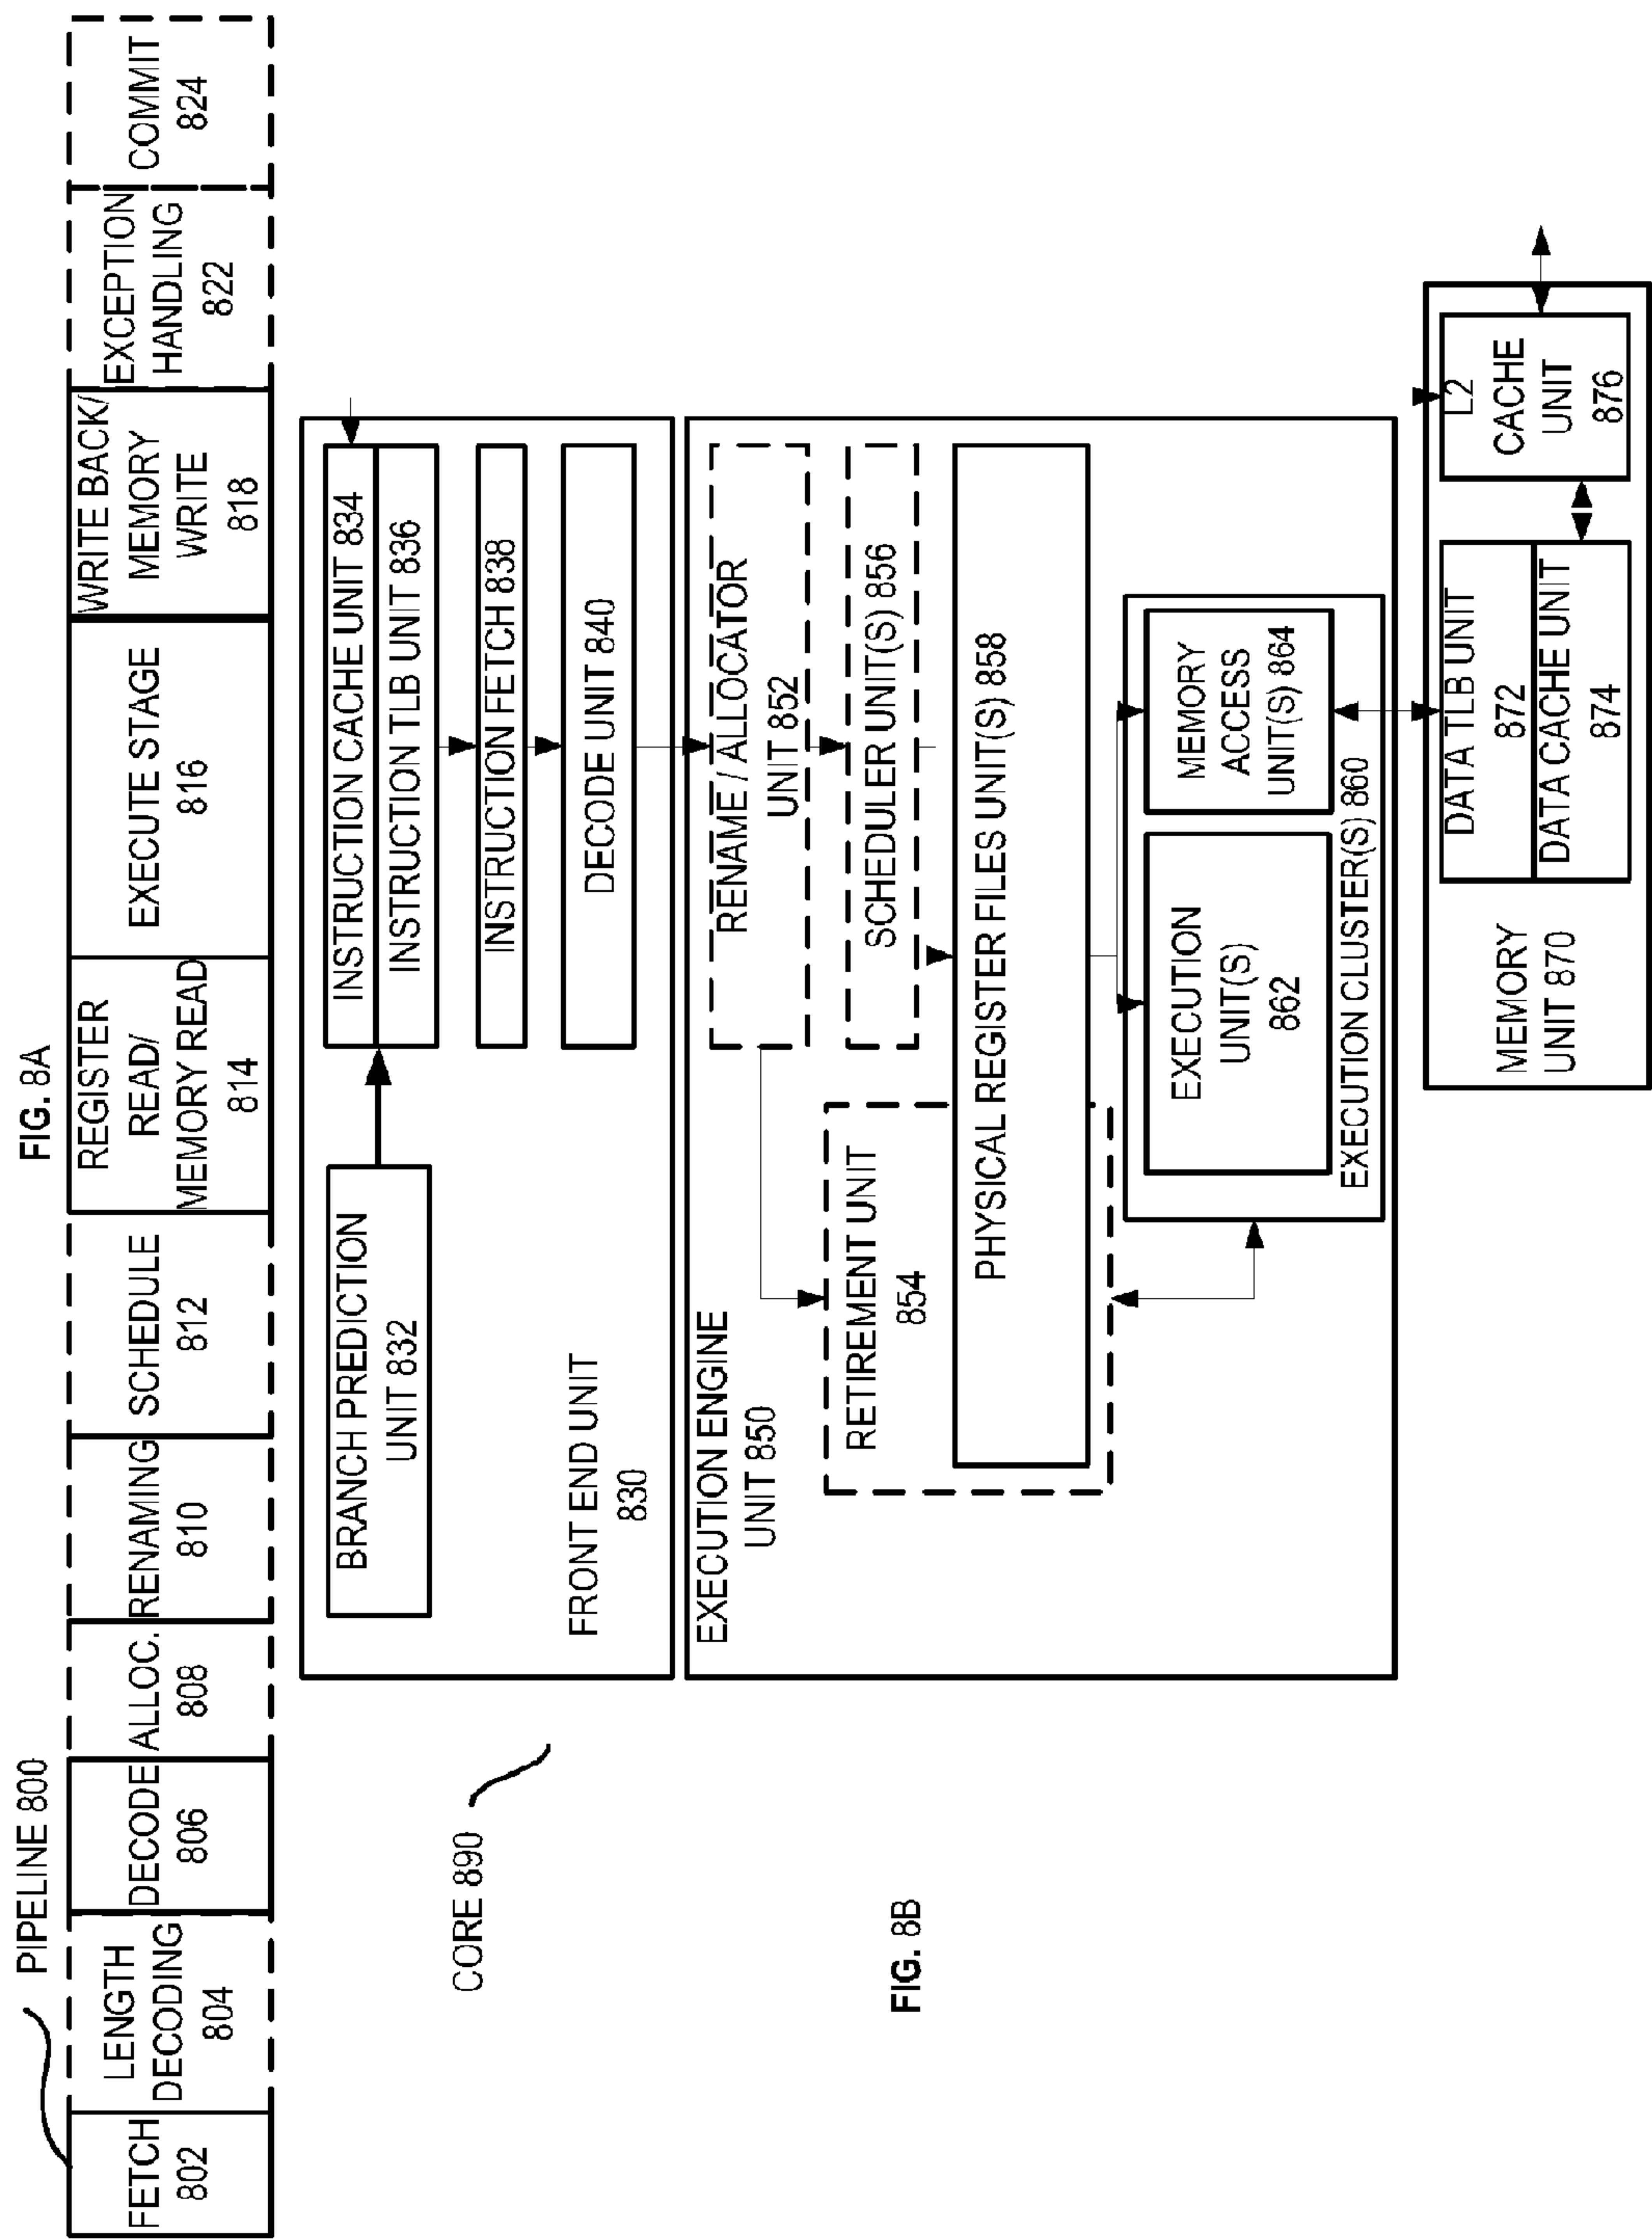 FIG. 8A
PIPELINE 800
FETCH
802
LENGTH
DECODING
804
DECODE
806
ALLOC.
808
RENAMING
810
SCHEDULE
812
REGISTER
READ/
MEMORY READ
814
EXECUTE STAGE
816
WRITE BACK/
MEMORY
WRITE
818
EXCEPTION
HANDLING
822
COMMIT
824
CORE 890
FRONT END UNIT
830
BRANCH PREDICTION
UNIT 832
INSTRUCTION CACHE UNIT 834
INSTRUCTION TLB UNIT 836
INSTRUCTION FETCH 838
DECODE UNIT 840
EXECUTION ENGINE
UNIT 850
RENAME / ALLOCATOR
UNIT 852
RETIREMENT UNIT
854
SCHEDULER UNIT(S) 856
PHYSICAL REGISTER FILES UNIT(S) 858
EXECUTION
UNIT(S)
862
MEMORY
ACCESS
UNIT(S) 864
EXECUTION CLUSTER(S) 860
MEMORY
UNIT 870
DATA TLB UNIT
872
DATA CACHE UNIT
874
L2
CACHE
UNIT
876
FIG. 8B